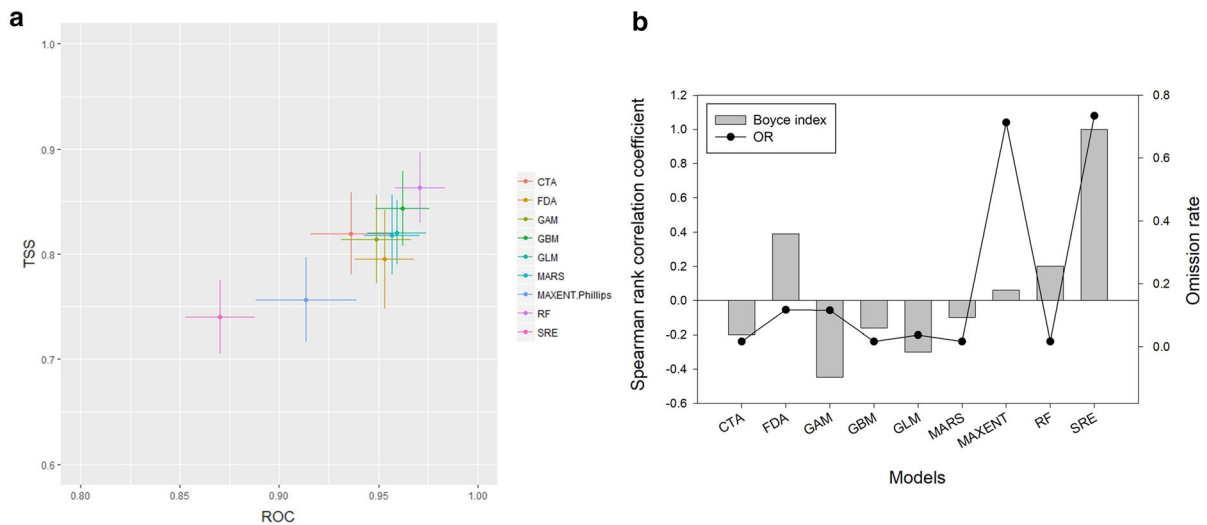 a
1.0
0.9
0.8
0.7
0.6
TSS
0.80
0.85
0.90
0.95
1.00
ROC
CTA
FDA
GAM
GBM
GLM
MARS
MAXENT.Phillips
RF
SRE
b
Boyce index
OR
1.2
1.0
0.8
0.6
0.4
0.2
0.0
-0.2
-0.4
-0.6
Spearman rank correlation coefficient
0.8
0.6
0.4
0.2
0.0
Omission rate
CTA
FDA
GAM
GBM
GLM
MARS
MAXENT
RF
SRE
Models